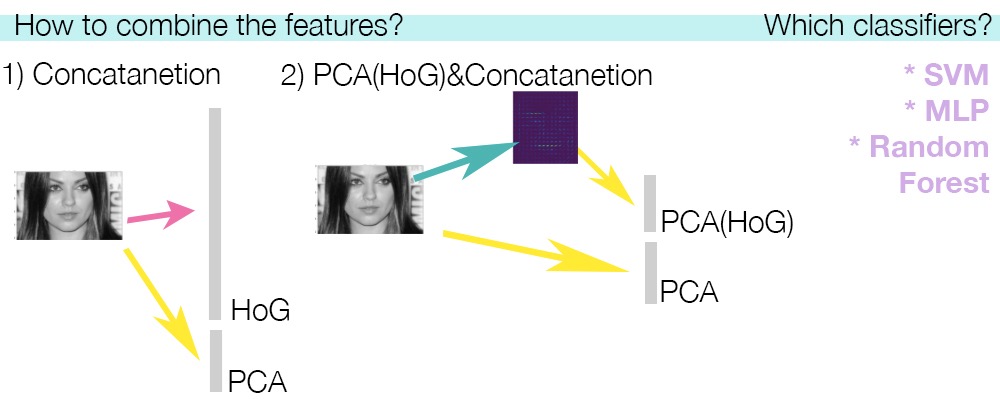 How to combine the features?
Which classifiers?
1) Concatanetion
2) PCA(HoG)&Concatanetion
* SVM
* MLP
* Random
Forest
PCA(HoG)
PCA
HoG
PCA